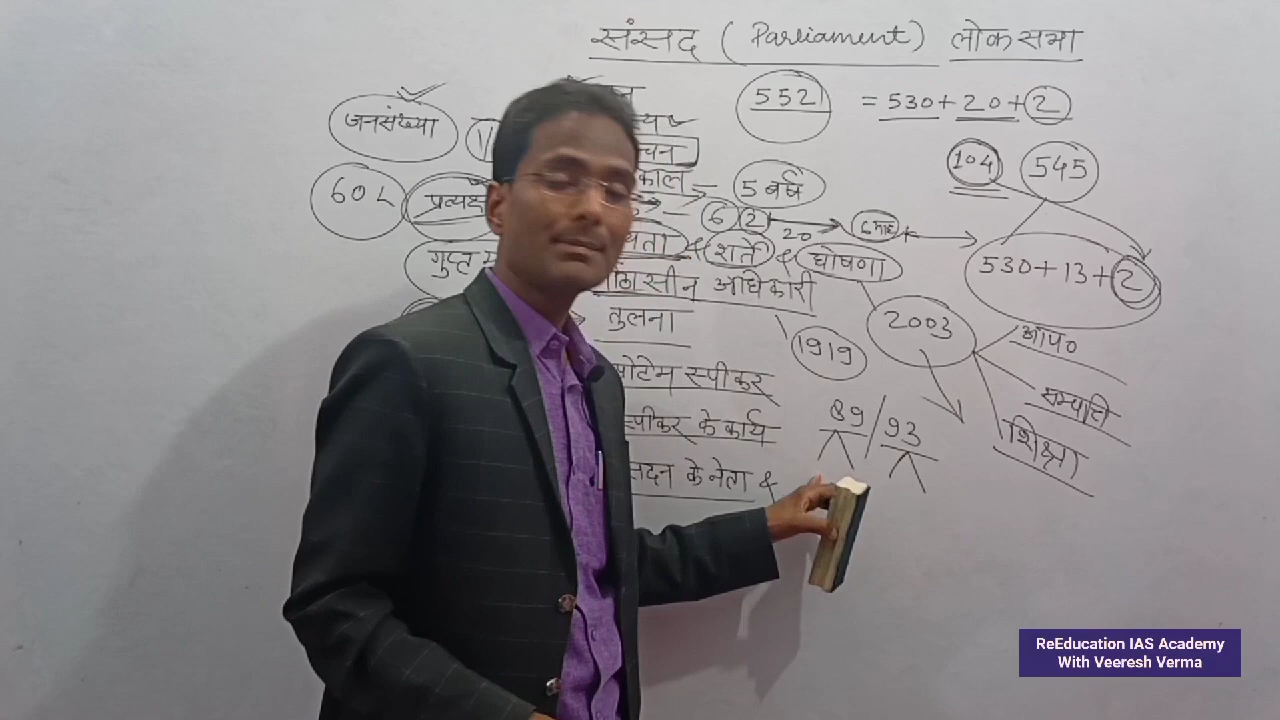 संसद (Parliament) लोकसभा
जनसंख्या
552 = 530 + 20 + 2
104 545
काल - 5 वर्ष
60
प्रत्यक्ष
6 2 20 6 माह
शर्ते & घोषणा
530 + 13 + 2
गुप्त
अधिकारी
2003
तुलना
1919
आप०
स्पीकर
सम्पत्ति
स्पीकर के कार्य
89 / 93
शिक्षा
सदन के नेता &
ReEducation IAS Academy
With Veeresh Verma